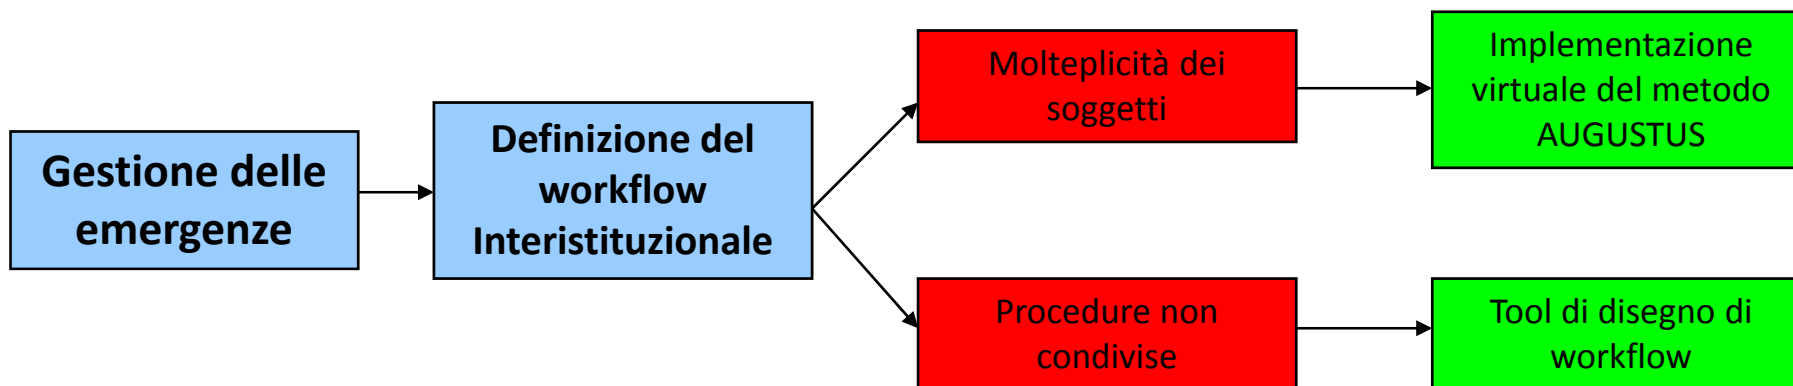 Gestione delle
emergenze
Definizione del
workflow
Interistituzionale
Molteplicità dei
soggetti
Implementazione
virtuale del metodo
AUGUSTUS
Procedure non
condivise
Tool di disegno di
workflow